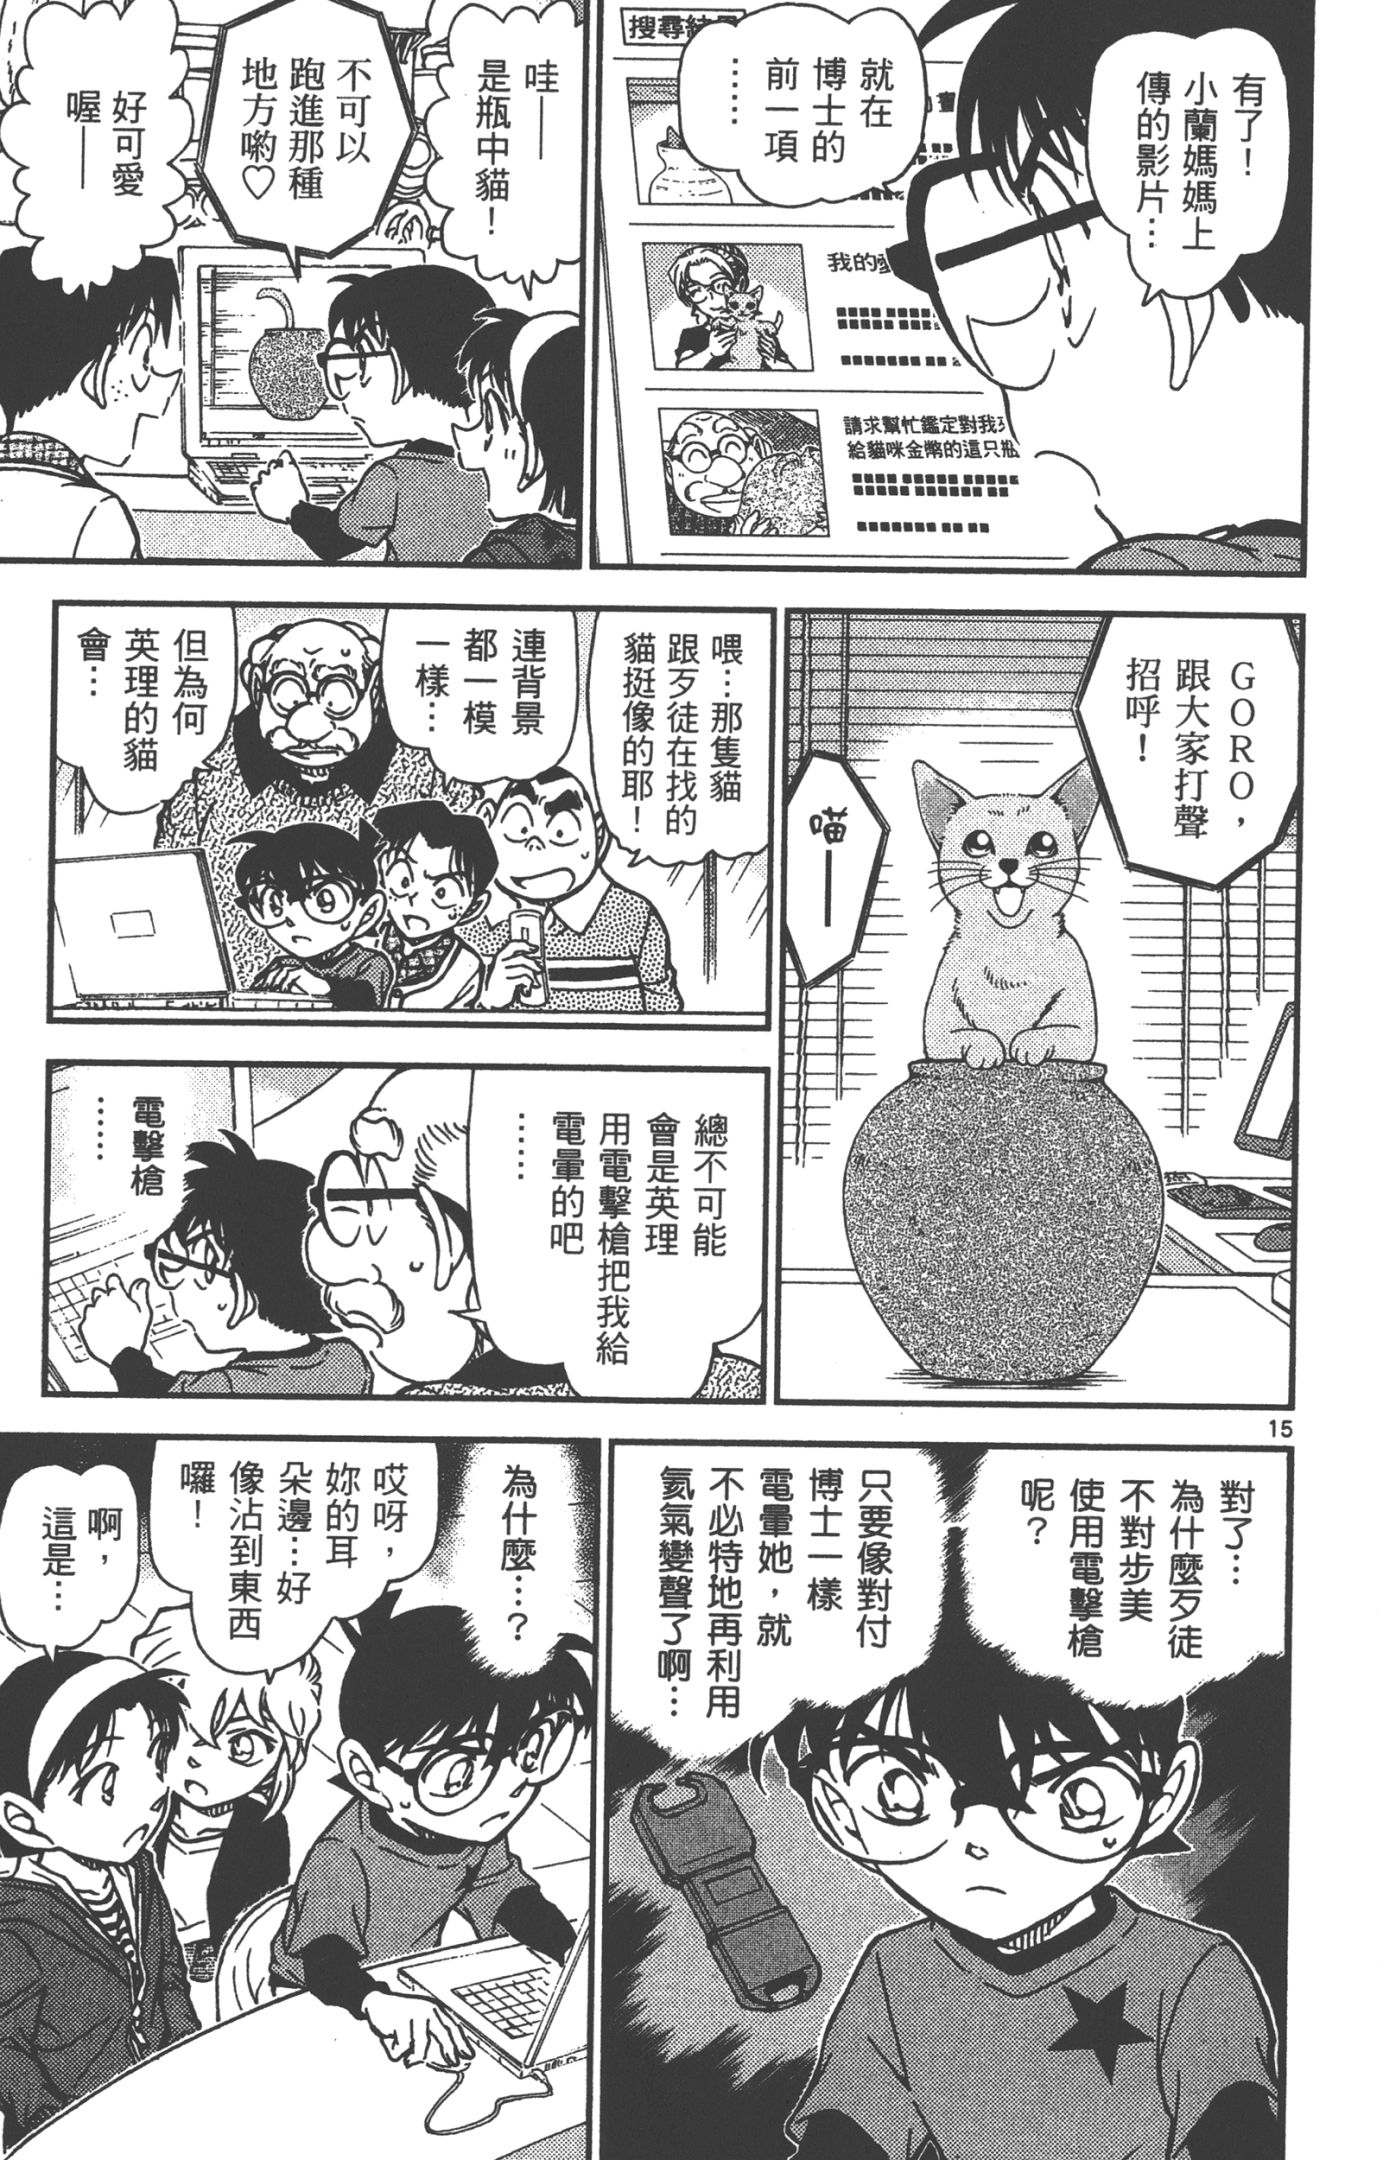 有了！
小蘭媽媽上
傳的影片…
就在
博士的
前一項
……
搜尋結果
我的愛
請求幫忙鑑定對我
給貓咪金幣的這只瓶
哇——
是瓶中貓！
不可以
跑進那種
地方喲♡
好可愛
喔——
GORO，
跟大家打聲
招呼！
喵——
喂…那隻貓
跟歹徒在找的
貓挺像的耶！
連背景
都一模
一樣…
但為何
英理的貓
會…
總不可能
會是英理
用電擊槍把我給
電暈的吧
……
電擊槍
……
15
對了…
為什麼歹徒
不對步美
使用電擊槍
呢？
只要像對付
博士一樣
電暈她，就
不必特地再利用
氦氣變聲了啊…
為什麼…？
哎呀，
妳的耳
朵邊…好
像沾到東西
囉！
啊，
這是…